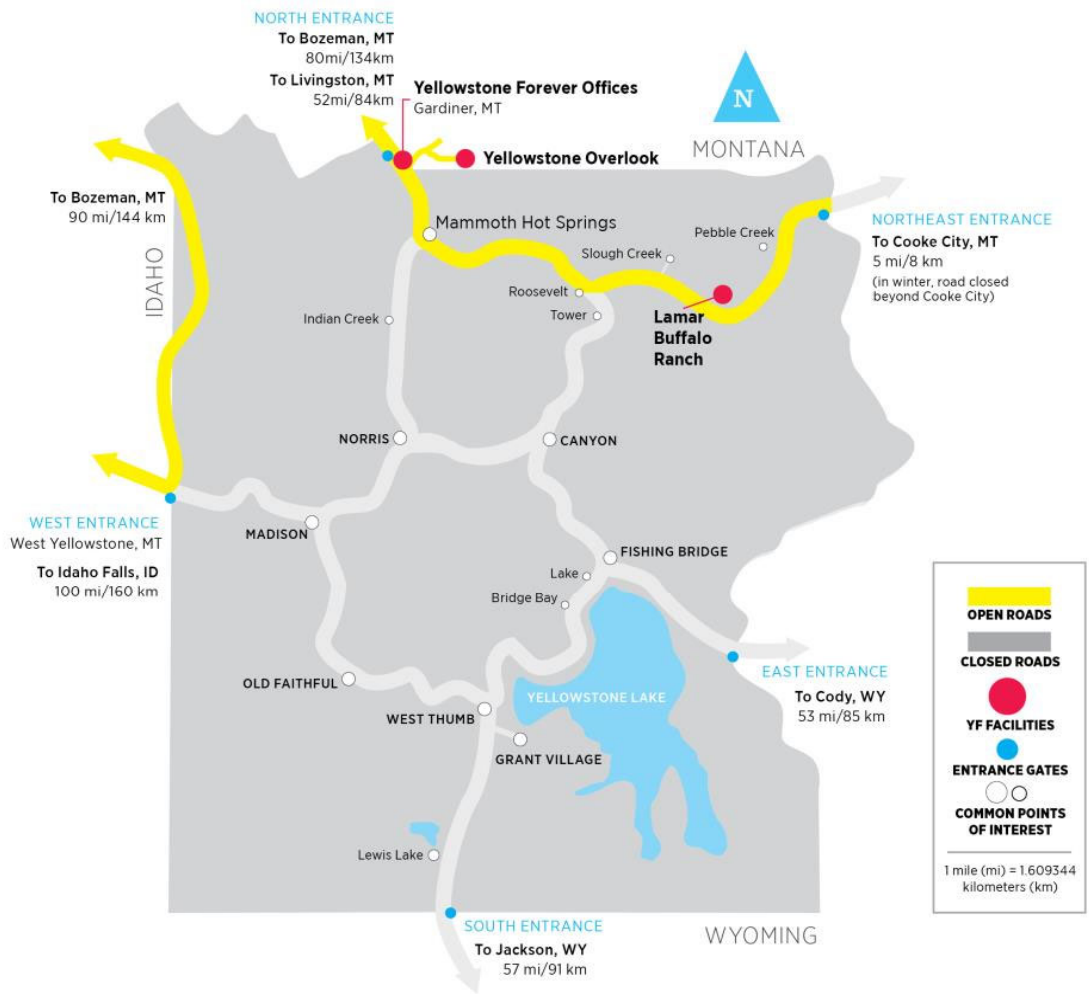 NORTH ENTRANCE
To Bozeman, MT
80mi/134km
To Livingston, MT
52mi/84km
Yellowstone Forever Offices
Gardiner, MT
N
MONTANA
Yellowstone Overlook
To Bozeman, MT
90 mi/144 km
IDAHO
Mammoth Hot Springs
Pebble Creek
Slough Creek
NORTHEAST ENTRANCE
To Cooke City, MT
5 mi/8 km
(in winter, road closed
beyond Cooke City)
Roosevelt
Tower
Indian Creek
Lamar
Buffalo
Ranch
NORRIS
CANYON
WEST ENTRANCE
West Yellowstone, MT
To Idaho Falls, ID
100 mi/160 km
MADISON
FISHING BRIDGE
Lake
Bridge Bay
OLD FAITHFUL
WEST THUMB
YELLOWSTONE LAKE
GRANT VILLAGE
EAST ENTRANCE
To Cody, WY
53 mi/85 km
Lewis Lake
SOUTH ENTRANCE
To Jackson, WY
57 mi/91 km
WYOMING
OPEN ROADS
CLOSED ROADS
YF FACILITIES
ENTRANCE GATES
COMMON POINTS
OF INTEREST
1 mile (mi) = 1.609344
kilometers (km)